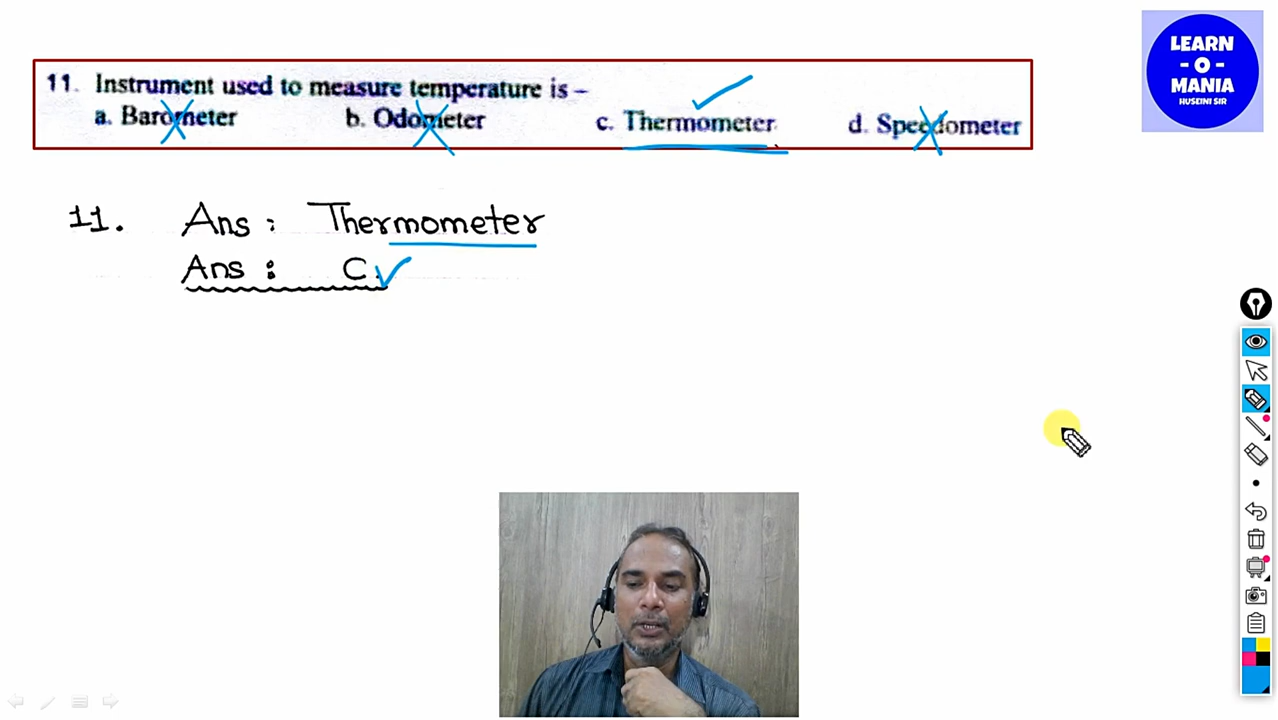 11. Instrument used to measure temperature is –
a. Barometer b. Odometer c. Thermometer d. Speedometer
LEARN
-O-
MANIA
HUSEINI SIR
11. Ans : Thermometer
Ans : C.